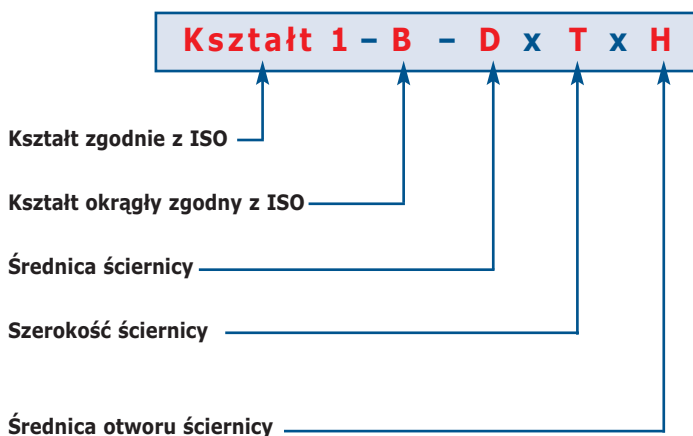 Kształt 1 – B – D x T x H
Kształt zgodnie z ISO
Kształt okrągły zgodny z ISO
Średnica ściernicy
Szerokość ściernicy
Średnica otworu ściernicy